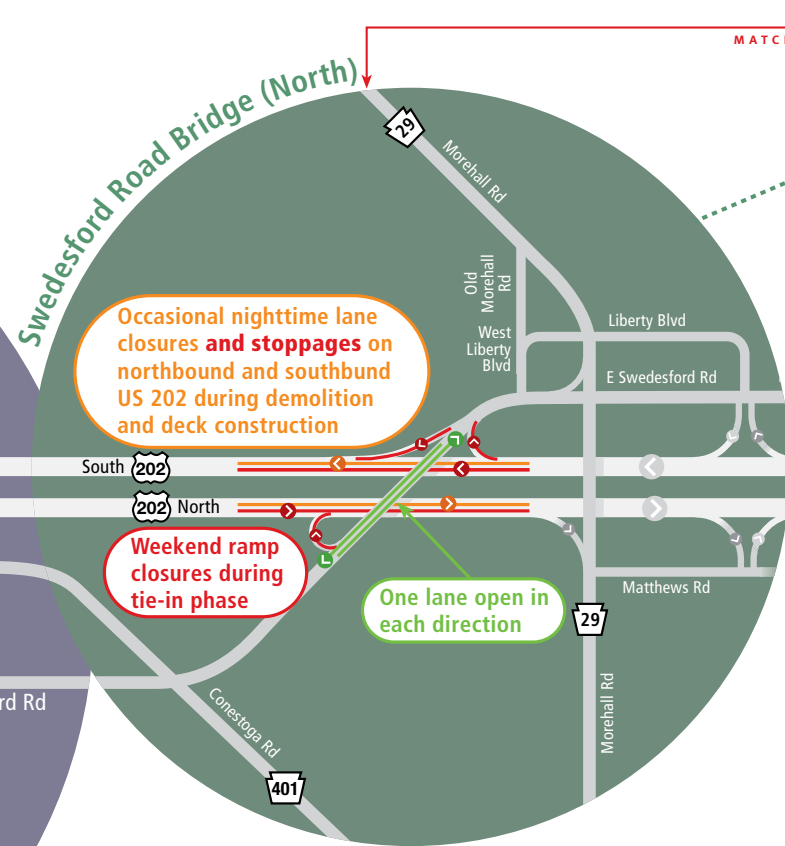 MATC
Swedesford Road Bridge (North)
29
Morehall Rd
Old
Morehall
Rd
West
Liberty
Blvd
Liberty Blvd
E Swedesford Rd
Occasional nighttime lane
closures and stoppages on
northbound and southbund
US 202 during demolition
and deck construction
South 202
202 North
Weekend ramp
closures during
tie-in phase
One lane open in
each direction
Matthews Rd
29
Morehall Rd
rd Rd
Conestoga Rd
401